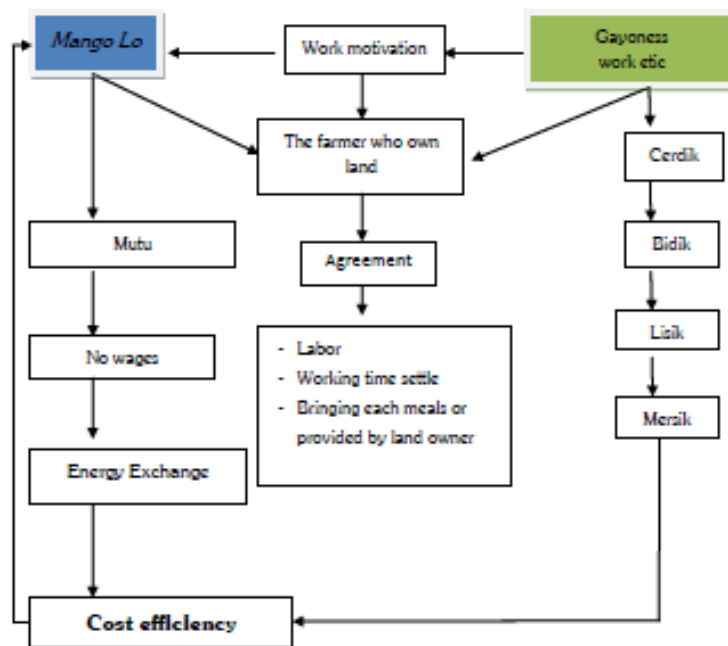 Mango Lo
Work motivation
Gayoness
work etic
The farmer who own
land
Cerdik
Mutu
Agreement
Bidik
No wages
- Labor
- Working time settle
- Bringing each meals or
provided by land owner
Lisik
Mersik
Energy Exchange
Cost efficiency